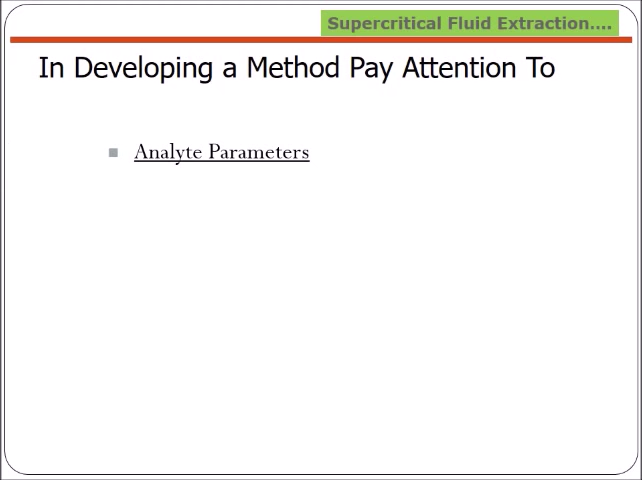 Supercritical Fluid Extraction....
In Developing a Method Pay Attention To
Analyte Parameters